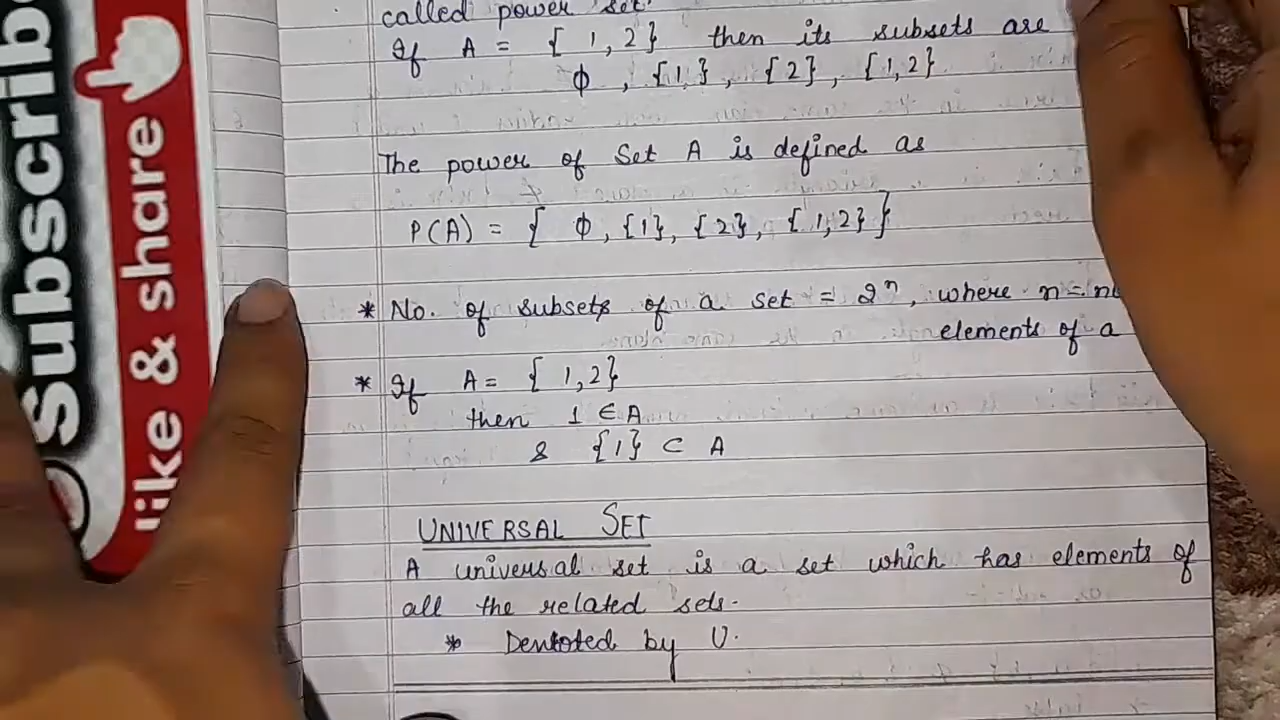 Subscrib
like & share
called power set.
If A = { 1, 2 } then its subsets are
ϕ , {1} , {2} , {1,2}
The power of Set A is defined as
P(A) = { ϕ, {1}, {2}, {1,2} }
* No. of subsets of a set = 2ⁿ, where n =
elements of a
* If A = { 1,2}
then 1 ∈ A
& {1} ⊂ A
UNIVERSAL SET
A universal set is a set which has elements of
all the related sets.
* Denoted by U.